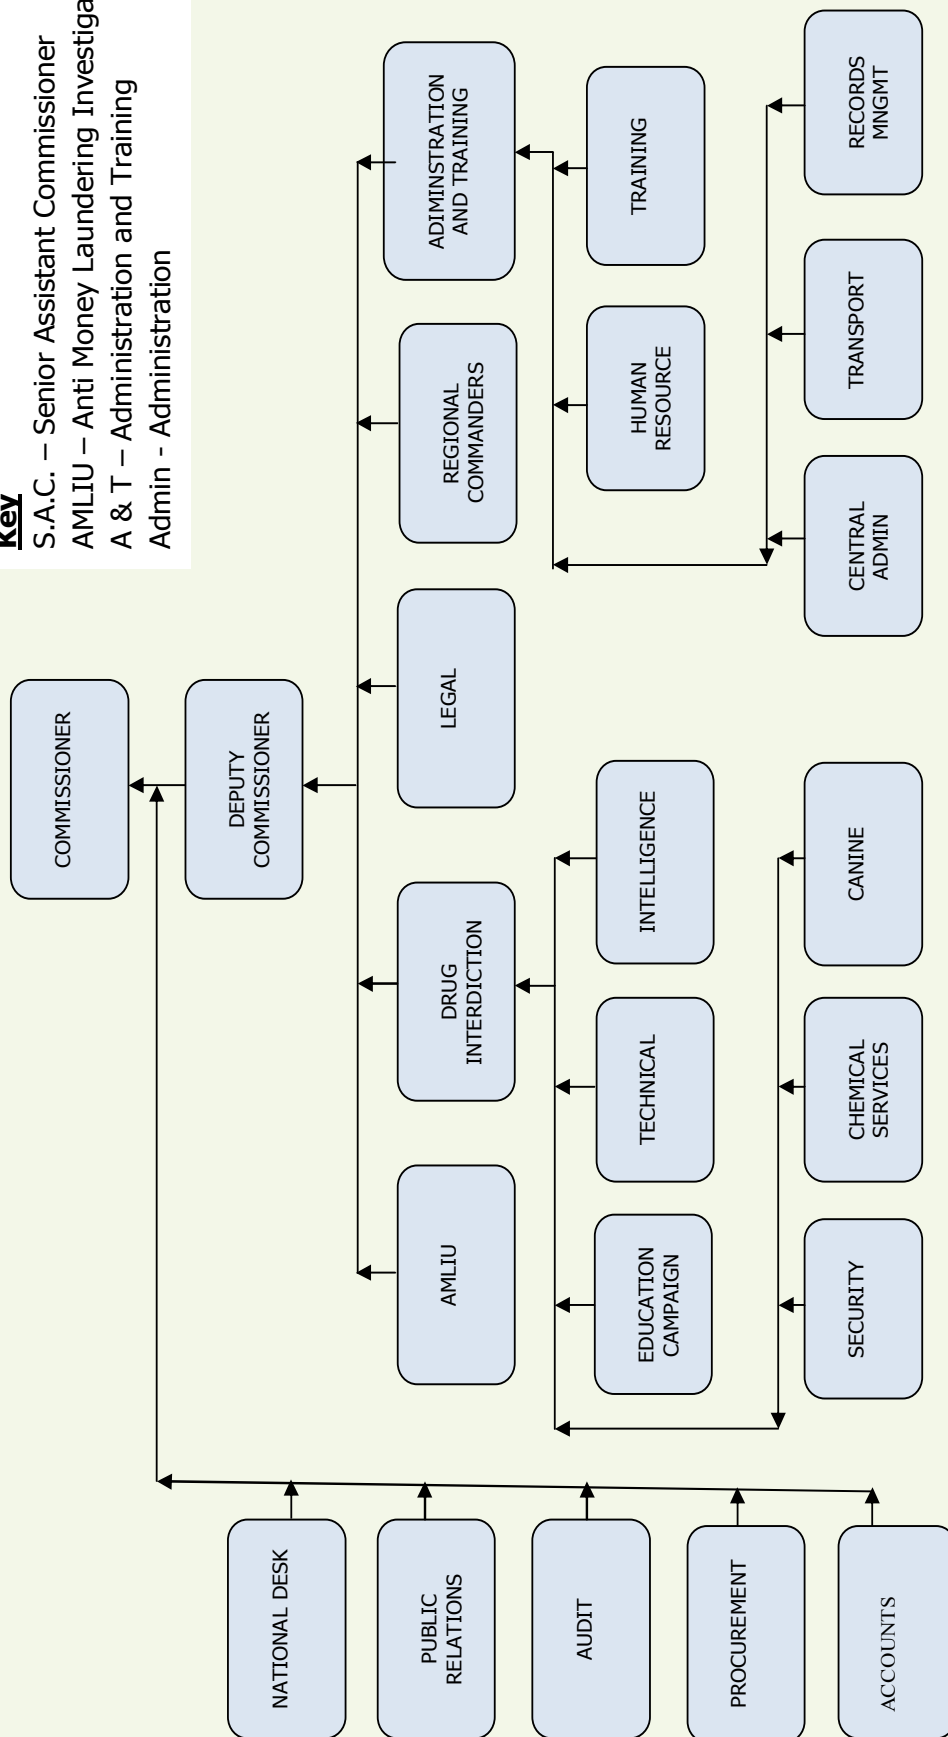 Key
S.A.C. – Senior Assistant Commissioner
AMLIU – Anti Money Laundering
A & T – Administration and Training
Admin - Administration
COMMISSIONER
DEPUTY
COMMISSIONER
NATIONAL DESK
PUBLIC
RELATIONS
AUDIT
PROCUREMENT
ACCOUNTS
AMLIU
DRUG
INTERDICTION
LEGAL
REGIONAL
COMMANDERS
ADIMINSTRATION
AND TRAINING
EDUCATION
CAMPAIGN
TECHNICAL
INTELLIGENCE
HUMAN
RESOURCE
TRAINING
SECURITY
CHEMICAL
SERVICES
CANINE
CENTRAL
ADMIN
TRANSPORT
RECORDS
MNGMT